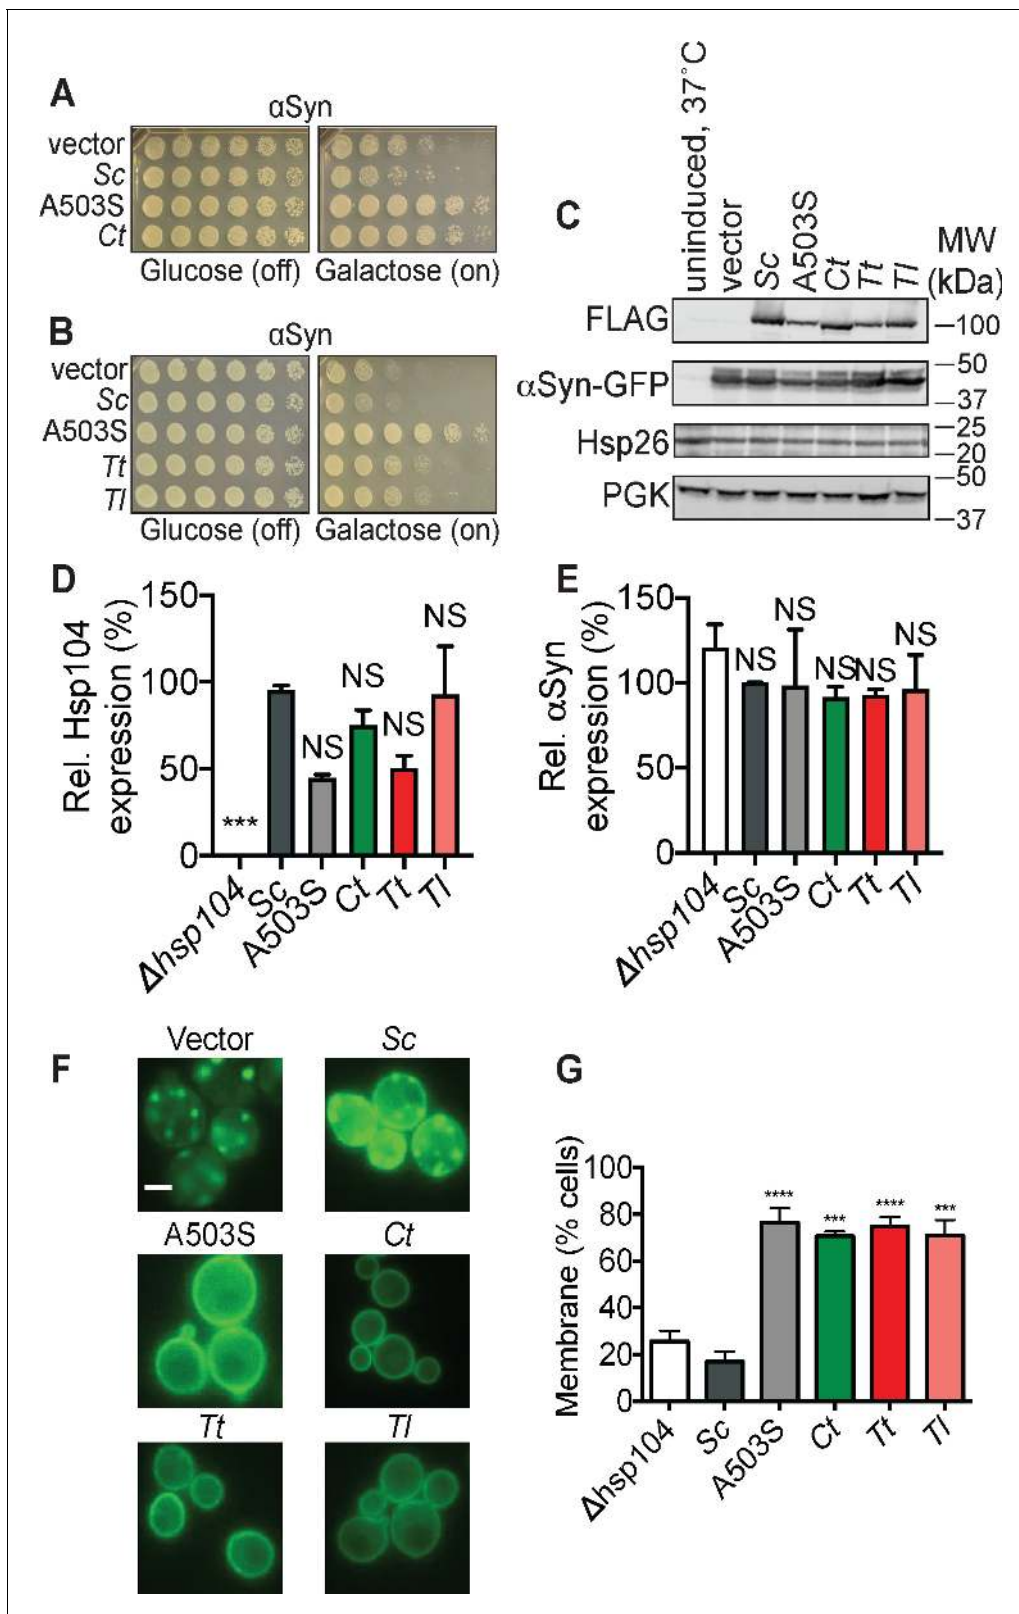 A
αSyn
vector
Sc
A503S
Ct
Glucose (off) Galactose (on)
B
αSyn
vector
Sc
A503S
Tt
Tl
Glucose (off) Galactose (on)
C
uninduced, 37˚C
vector
Sc
A503S
Ct
Tt
Tl
MW
(kDa)
FLAG
100
αSyn-GFP
50
37
Hsp26
25
20
PGK
50
37
D
Rel. Hsp104
expression (%)
150
100
50
0
***
NS
NS
NS
NS
Δhsp104
Sc
A503S
Ct
Tt
Tl
E
Rel. αSyn
expression (%)
150
100
50
0
NS
NS
NS
NS
NS
Δhsp104
Sc
A503S
Ct
Tt
Tl
F
Vector
Sc
A503S
Ct
Tt
Tl
G
Membrane (% cells)
100
80
60
40
20
0
****
***
****
***
Δhsp104
Sc
A503S
Ct
Tt
Tl